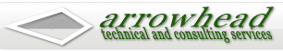 arrowhead
technical and consulting services